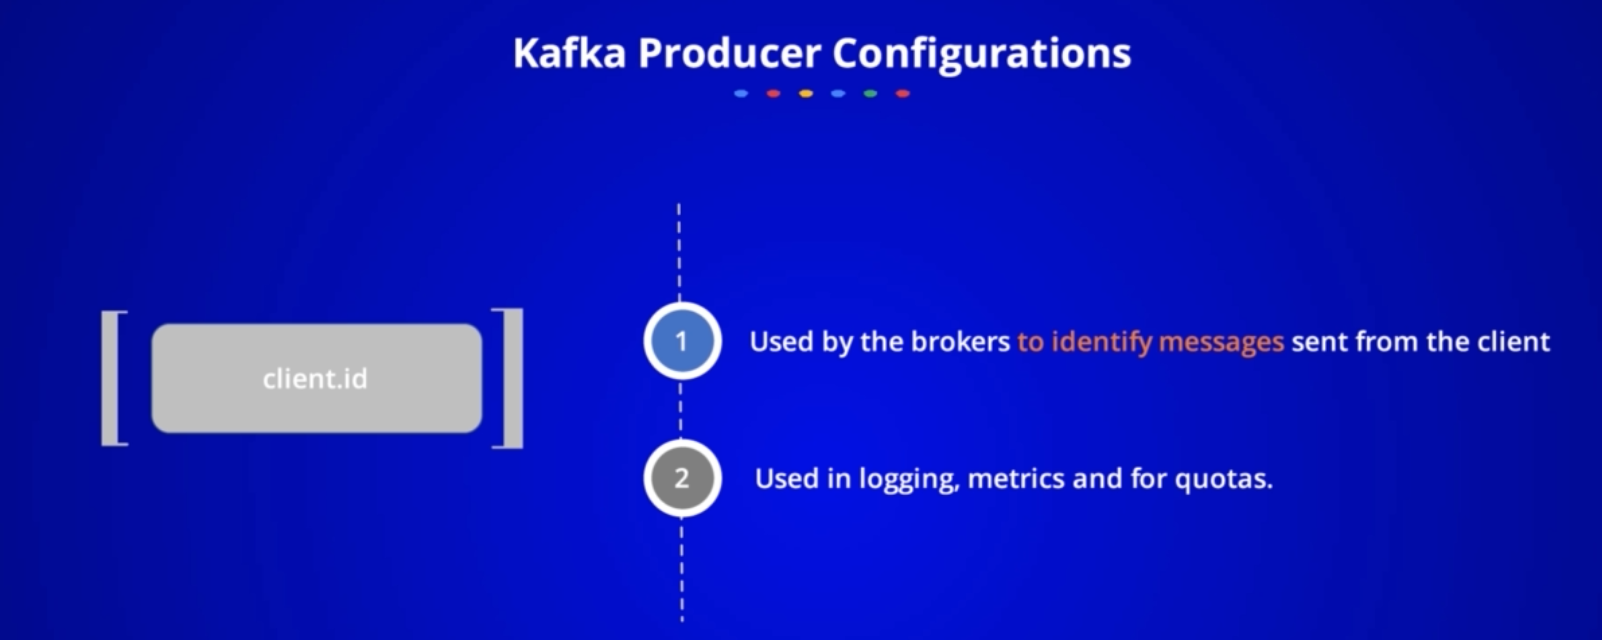 Kafka Producer Configurations
client.id
1 Used by the brokers to identify messages sent from the client
2 Used in logging, metrics and for quotas.